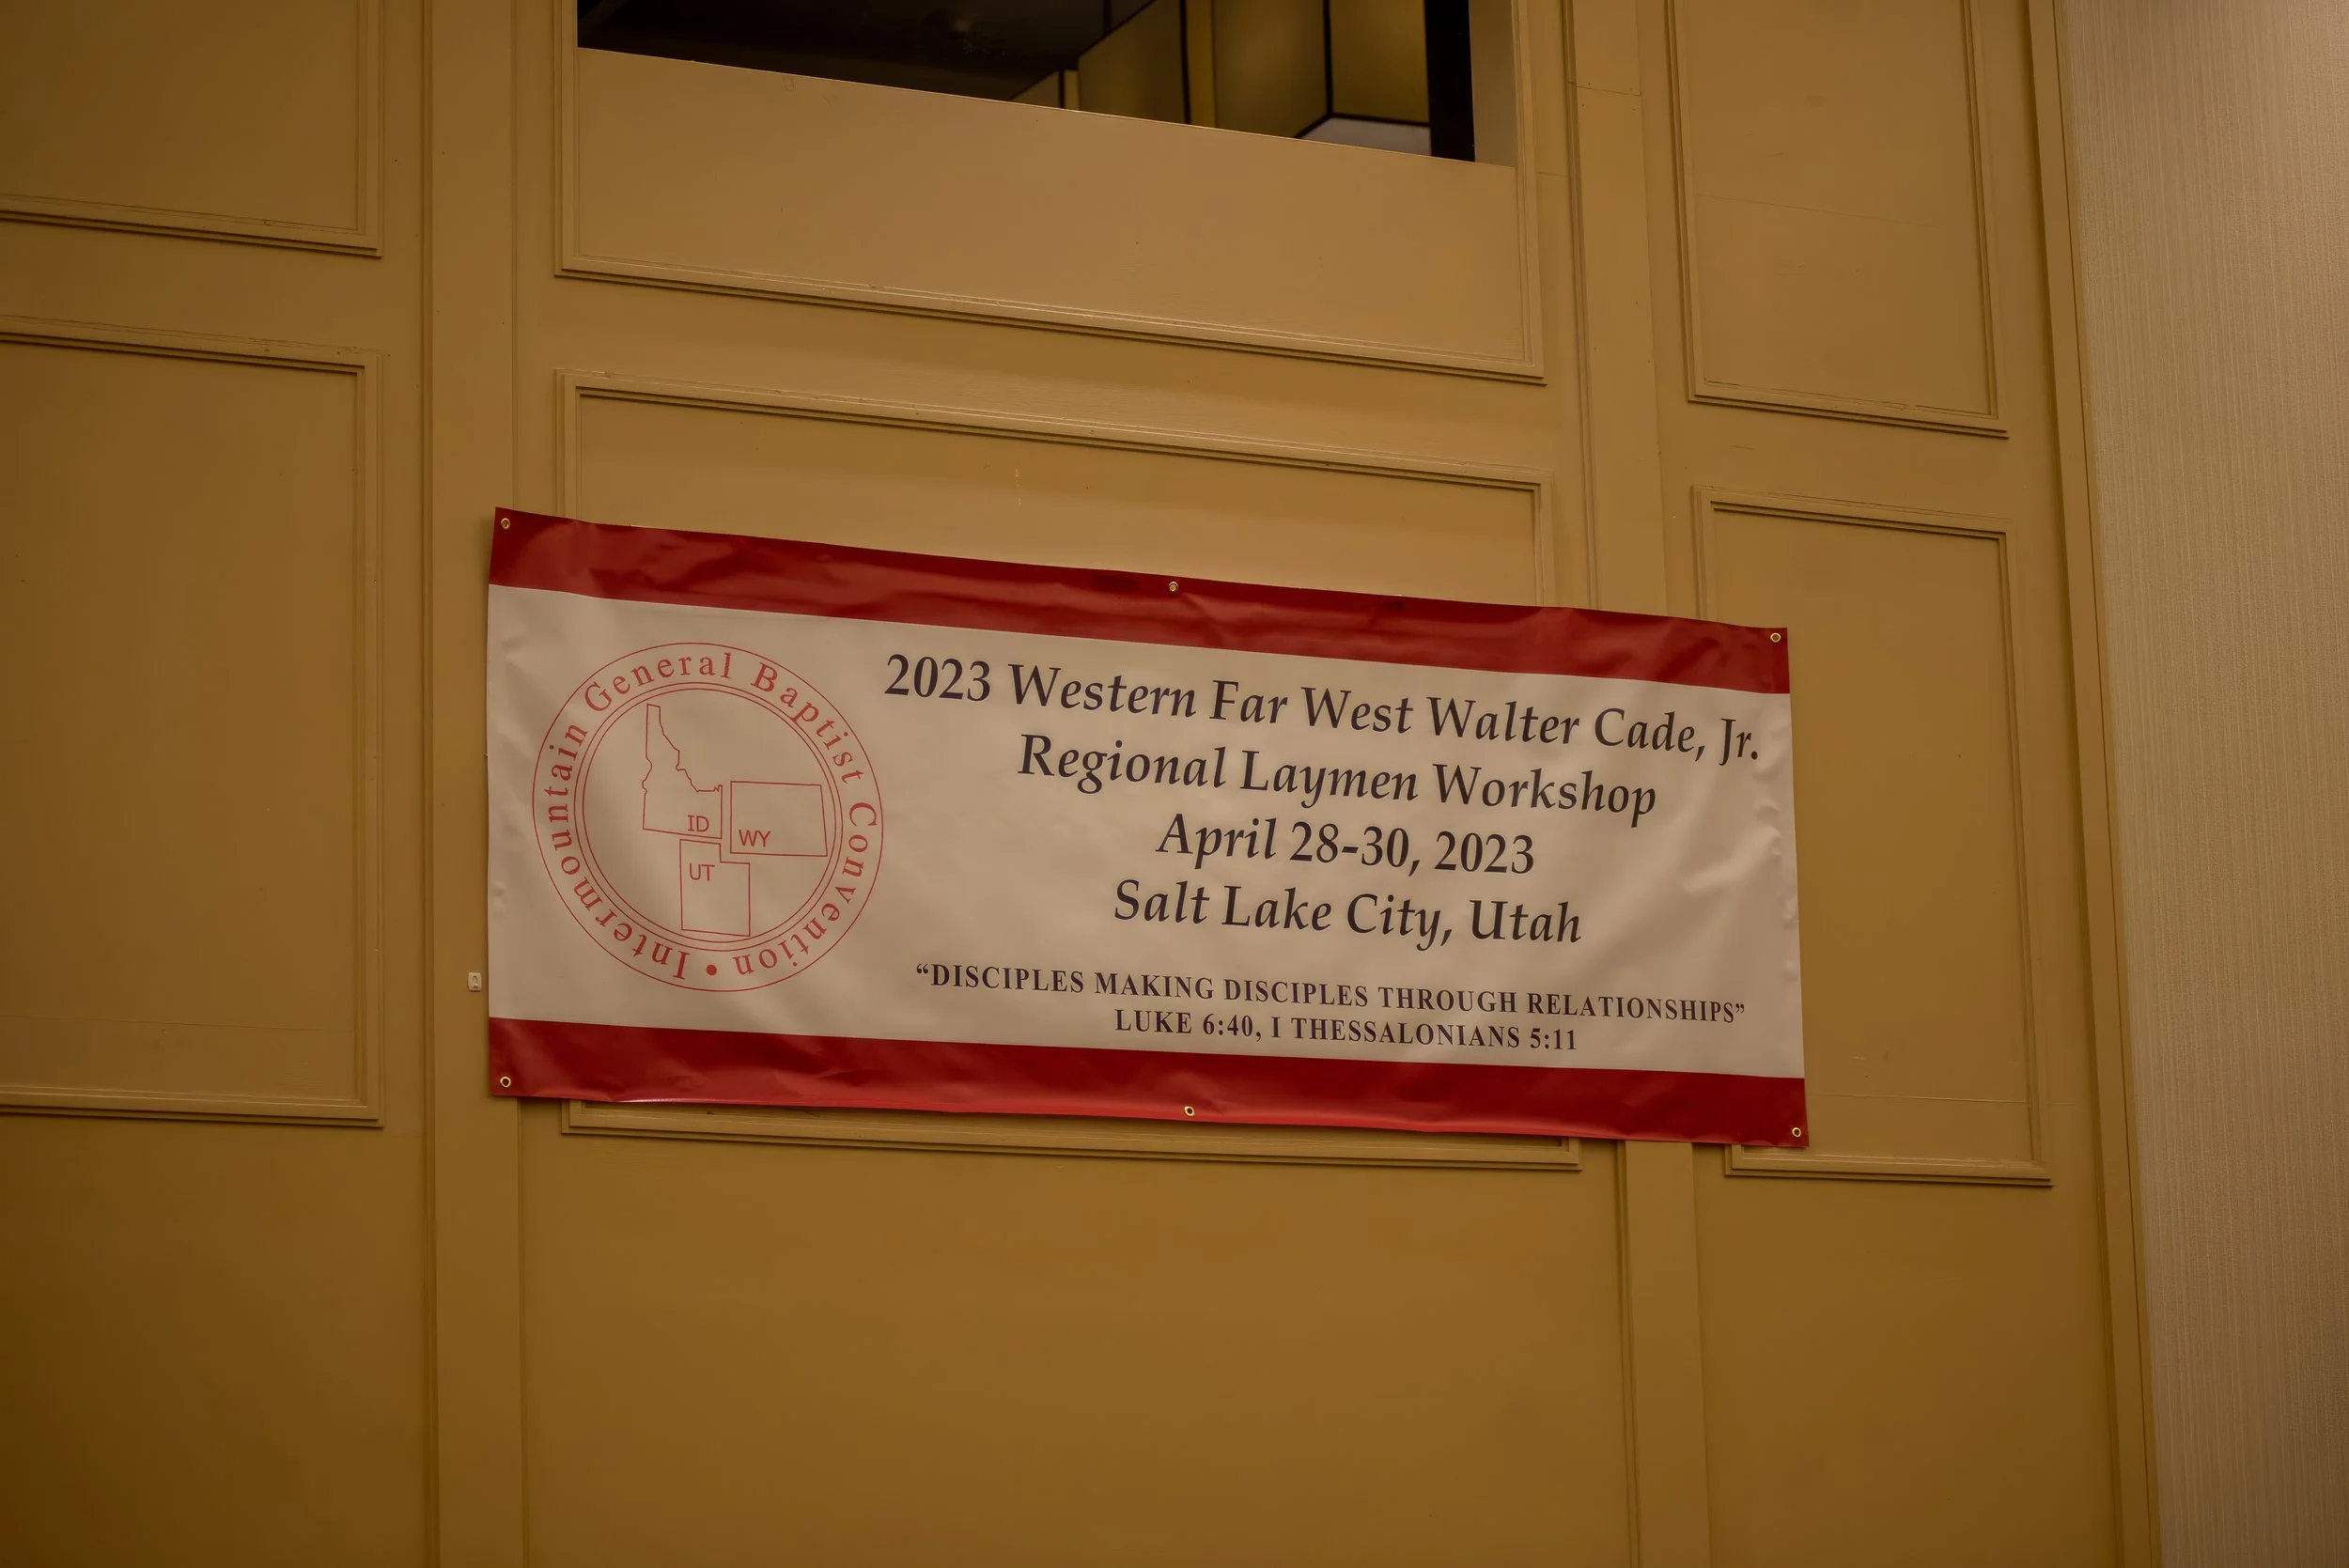 Intermountain General Baptist Convention •
ID
WY
UT
2023 Western Far West Walter Cade, Jr.
Regional Laymen Workshop
April 28-30, 2023
Salt Lake City, Utah
“DISCIPLES MAKING DISCIPLES THROUGH RELATIONSHIPS”
LUKE 6:40, I THESSALONIANS 5:11